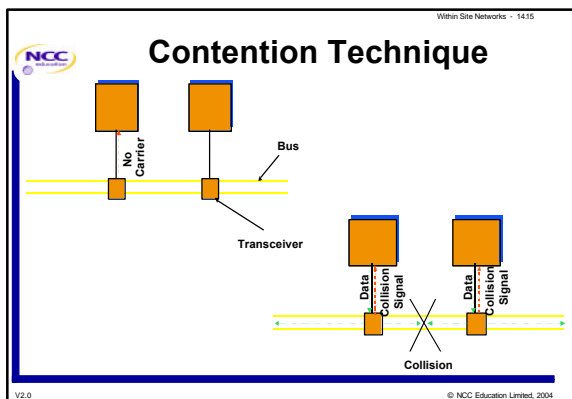 Within Site Networks - 14.15
NCC
education
Contention Technique
No
Carrier
Bus
Transceiver
Data
Collision
Signal
Data
Collision
Signal
Collision
V2.0
© NCC Education Limited, 2004